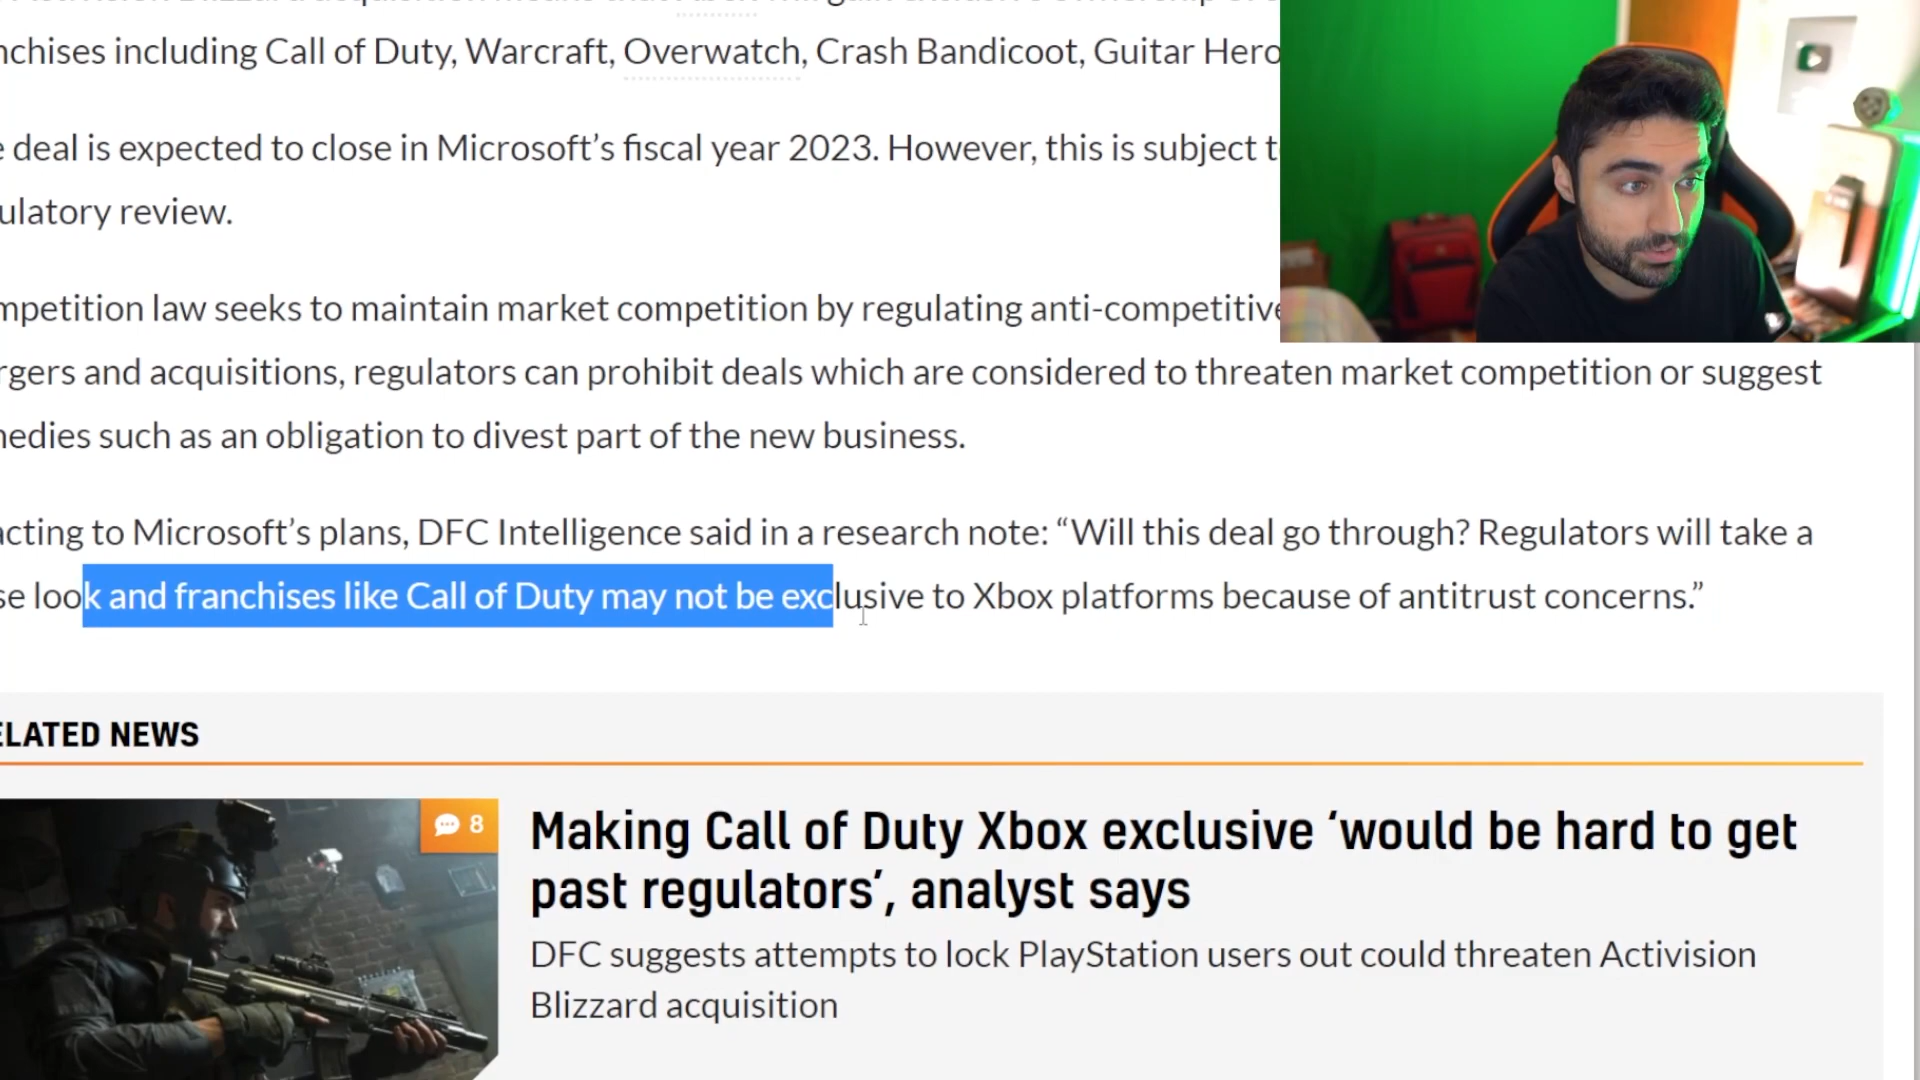 nchises including Call of Duty, Warcraft, Overwatch, Crash Bandicoot, Guitar Hero
deal is expected to close in Microsoft’s fiscal year 2023. However, this is subject t
ulatory review.
mpetition law seeks to maintain market competition by regulating anti-competitive
rgers and acquisitions, regulators can prohibit deals which are considered to threaten market competition or suggest
nedies such as an obligation to divest part of the new business.
acting to Microsoft’s plans, DFC Intelligence said in a research note: “Will this deal go through? Regulators will take a
se look and franchises like Call of Duty may not be exclusive to Xbox platforms because of antitrust concerns.”
ELATED NEWS
8
Making Call of Duty Xbox exclusive ‘would be hard to get
past regulators’, analyst says
DFC suggests attempts to lock PlayStation users out could threaten Activision
Blizzard acquisition